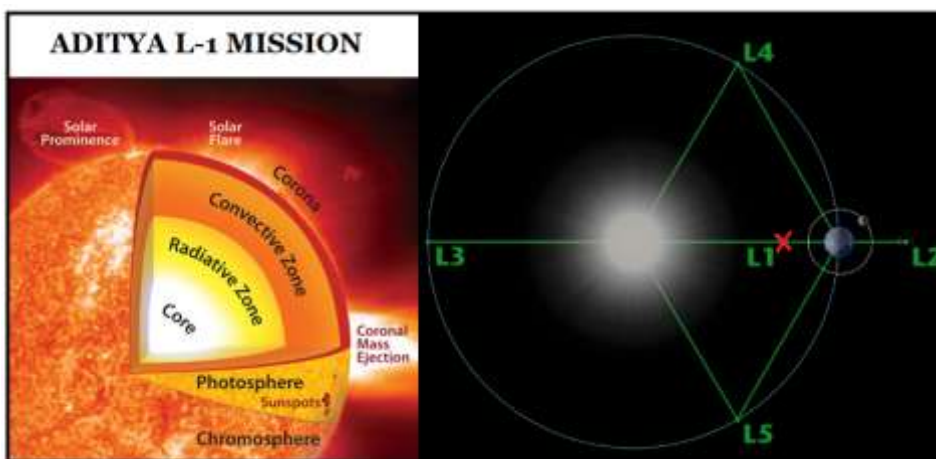 ADITYA L-1 MISSION
Solar
Prominence
Solar
Flare
Corona
Convective Zone
Radiative Zone
Core
Coronal
Mass
Ejection
Photosphere
Sunspots
Chromosphere
L4
L3
L1
L2
L5